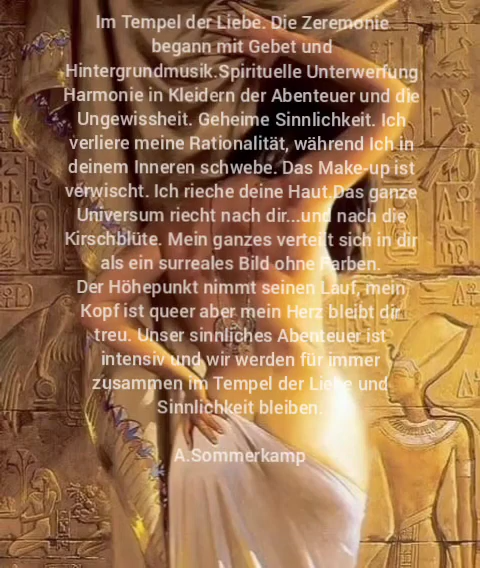 Im Tempel der Liebe. Die Zeremonie
begann mit Gebet und
Hintergrundmusik.Spirituelle Unterwerfung
Harmonie in Kleidern der Abenteuer und die
Ungewissheit. Geheime Sinnlichkeit. Ich
verliere meine Rationalität, während Ich in
deinem Inneren schwebe. Das Make-up ist
verwischt. Ich rieche deine Haut.Das ganze
Universum riecht nach dir...und nach die
Kirschblüte. Mein ganzes verteilt sich in dir
als ein surreales Bild ohne Farben.
Der Höhepunkt nimmt seinen Lauf, mein
Kopf ist queer aber mein Herz bleibt dir
treu. Unser sinnliches Abenteuer ist
intensiv und wir werden für immer
zusammen im Tempel der Liebe und
Sinnlichkeit bleiben.
A.Sommerkamp